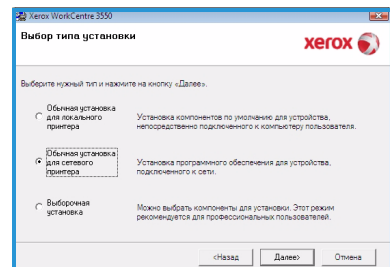 Xerox WorkCentre 3550
Выбор типа установки
xerox
Выберите нужный тип и нажмите на кнопку «Далее».
Обычная установка
для локального
принтера
Установка компонентов по умолчанию для устройства,
непосредственно подключенного к компьютеру пользователя.
Обычная установка
для сетевого
принтера
Установка программного обеспечения для устройства,
подключенного к сети.
Выборочная
установка
Можно выбрать компоненты для установки. Этот режим
рекомендуется для профессиональных пользователей.
<Назад
Далее>
Отмена